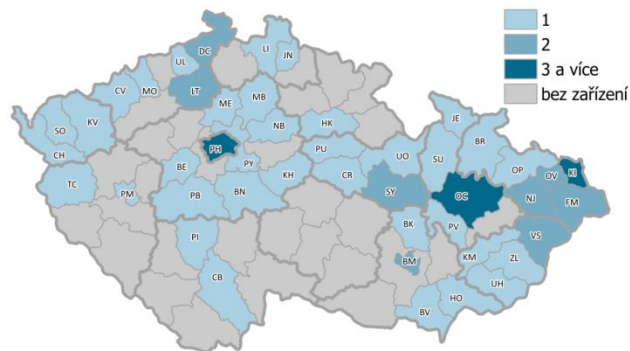 1
2
3 a více
bez zařízení
DC
UL
LI
JN
CV
MO
LT
ME
MB
SO
KV
NB
HK
JE
CH
PH
BR
PU
UO
SU
BE
PY
OP
OV
KI
TC
PM
KH
CR
SY
OC
NJ
FM
PB
BN
BK
PV
VS
PI
BM
KM
ZL
CB
UH
HO
BV